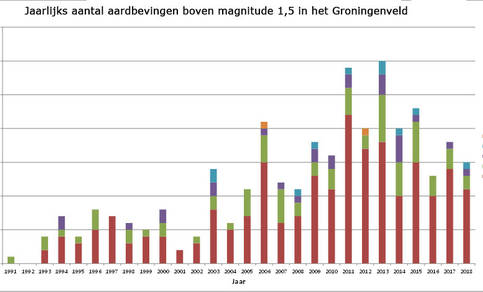 Jaarlijks aantal aardbevingen boven magnitude 1,5 in het Groningenveld
1991 1992 1993 1994 1995 1996 1997 1998 1999 2000 2001 2002 2003 2004 2005 2006 2007 2008 2009 2010 2011 2012 2013 2014 2015 2016 2017 2018
Jaar